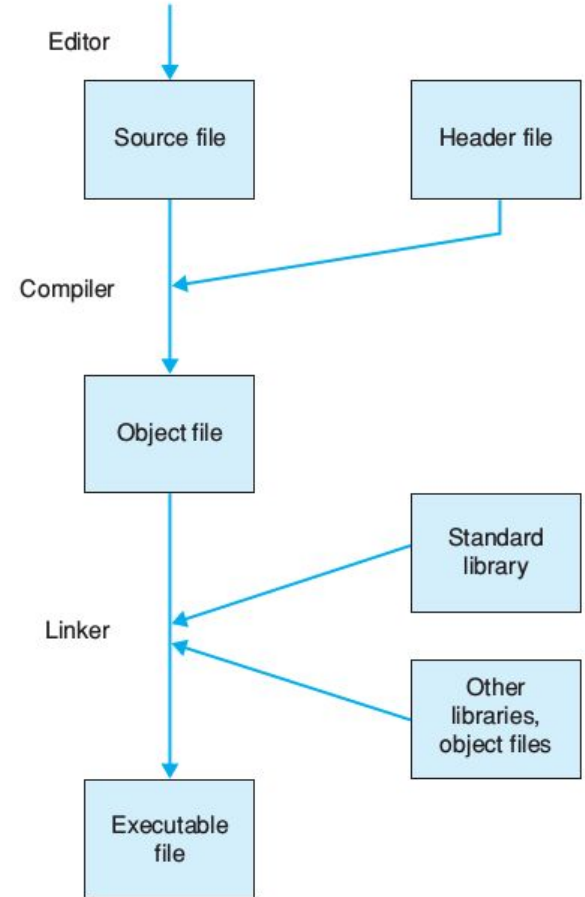 Editor
Source file
Header file
Compiler
Object file
Standard
library
Linker
Other
libraries,
object files
Executable
file